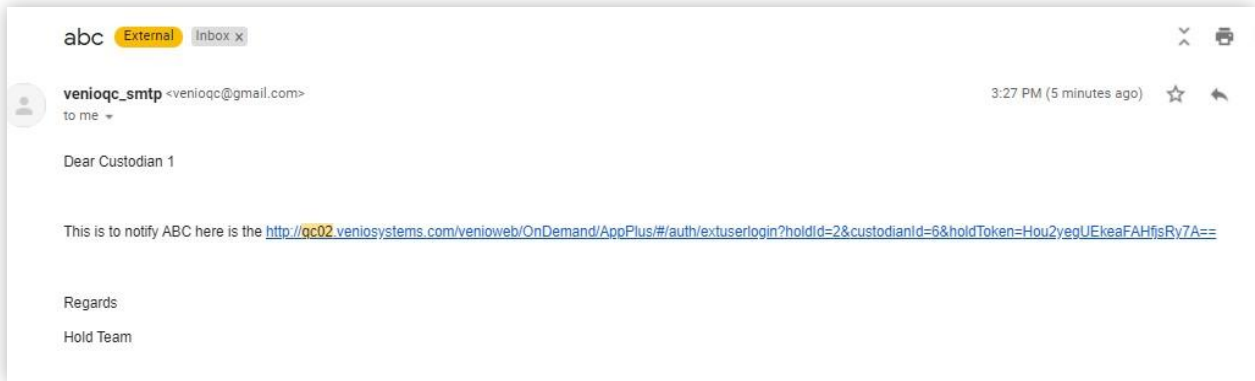 abc External Inbox x
venioqc_smtp <venioqc@gmail.com> 3:27 PM (5 minutes ago)
to me
Dear Custodian 1
This is to notify ABC here is the http://qc02.veniosystems.com/venioweb/OnDemand/AppPlus/#/auth/extuserlogin?holdId=2&custodianId=6&holdToken=Hou2yegUEkeaFAHfjsRy7A==
Regards
Hold Team